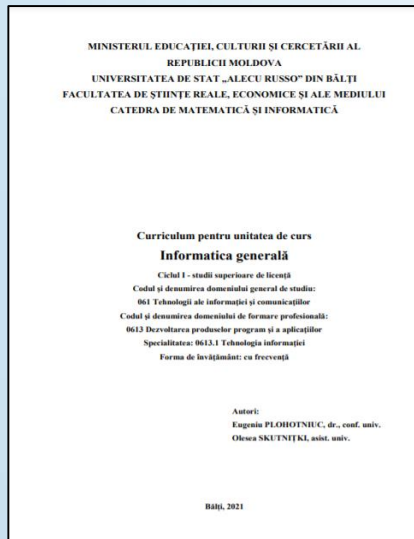 MINISTERUL EDUCAȚIEI, CULTURII ȘI CERCETĂRII AL
REPUBLICII MOLDOVA
UNIVERSITATEA DE STAT „ALECU RUSSO” DIN BĂLȚI
FACULTATEA DE ȘTIINȚE REALE, ECONOMICE ȘI ALE MEDIULUI
CATEDRA DE MATEMATICĂ ȘI INFORMATICĂ
Curriculum pentru unitatea de curs
Informatica generală
Ciclul I - studii superioare de licență
Codul și denumirea domeniului general de studiu:
061 Tehnologii ale informației și comunicațiilor
Codul și denumirea domeniului de formare profesională:
0613 Dezvoltarea produselor program și a aplicațiilor
Specialitatea: 0613.1 Tehnologia informației
Forma de învățământ: cu frecvență
Autori:
Eugeniu PLOHOTNIUC, dr., conf. univ.
Olesea SKUTNIȚKI, asist. univ.
Bălți, 2021